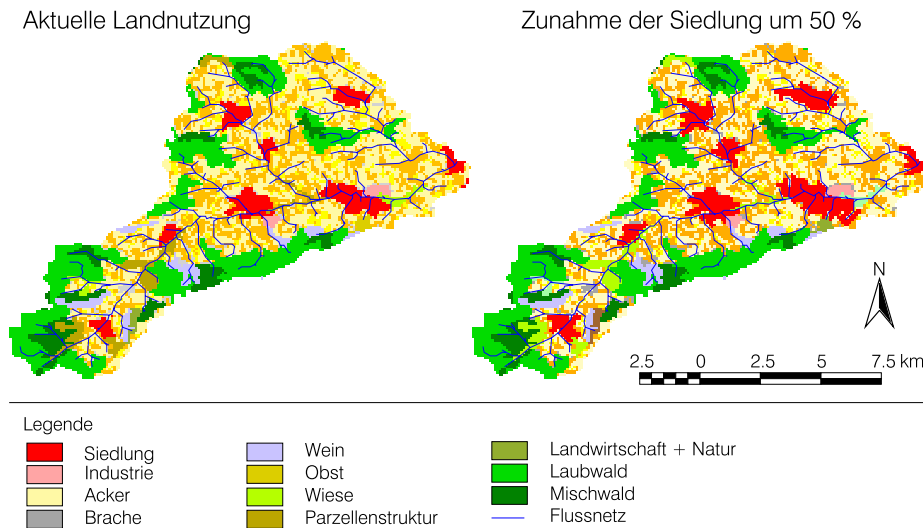 Aktuelle Landnutzung
Zunahme der Siedlung um 50 %
N
2.5 0 2.5 5 7.5 km
Legende
Siedlung
Industrie
Acker
Brache
Wein
Obst
Wiese
Parzellenstruktur
Landwirtschaft + Natur
Laubwald
Mischwald
Flussnetz